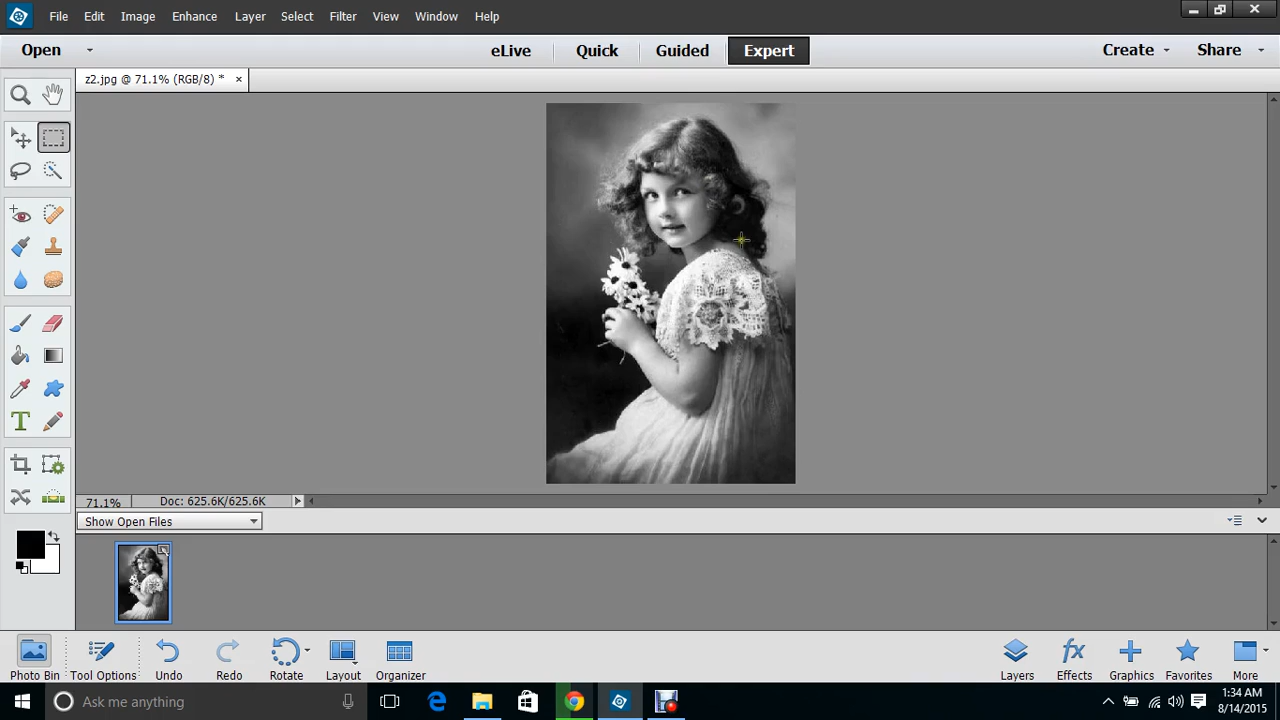 File Edit Image Enhance Layer Select Filter View Window Help
Open eLive Quick Guided Expert Create Share
z2.jpg @ 71.1% (RGB/8) * ×
T
71.1% Doc: 625.6K/625.6K
Show Open Files
Photo Bin Tool Options Undo Redo Rotate Layout Organizer Layers Effects Graphics Favorites More
fx
Ask me anything
1:34 AM
8/14/2015